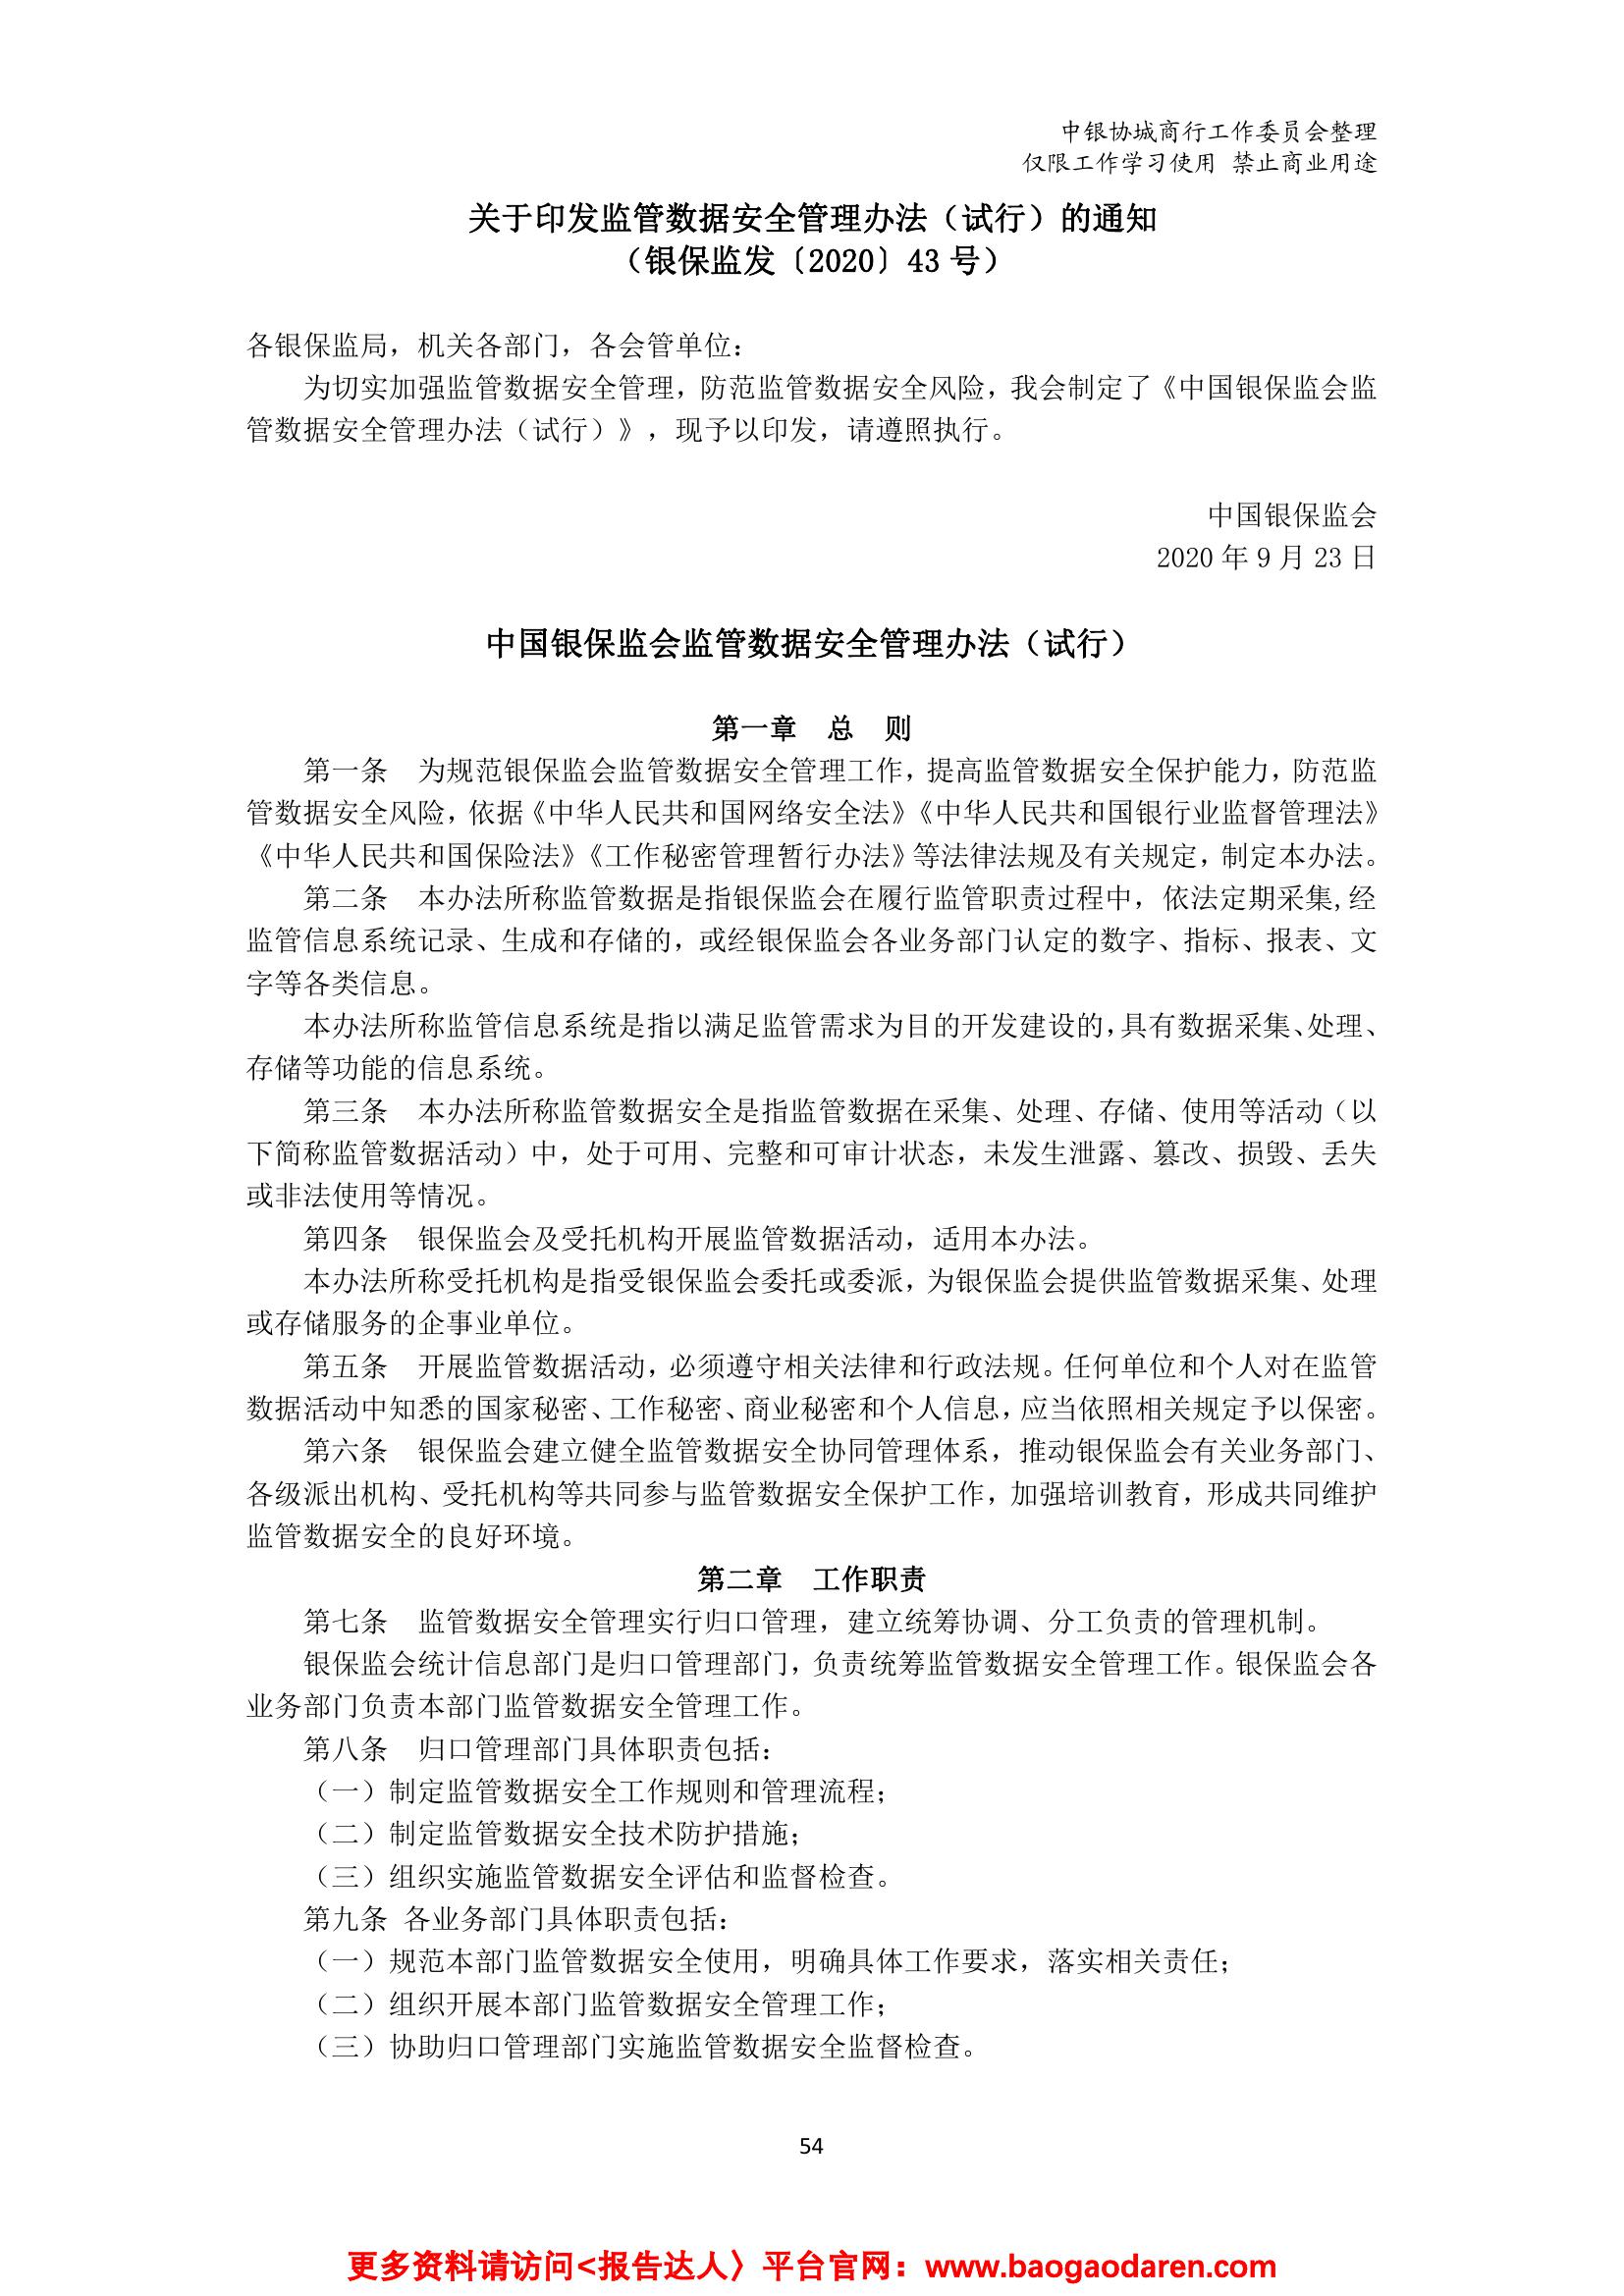 中银协城商行工作委员会整理
仅限工作学习使用 禁止商业用途
关于印发监管数据安全管理办法（试行）的通知
（银保监发〔2020〕43 号）
各银保监局，机关各部门，各会管单位：
为切实加强监管数据安全管理，防范监管数据安全风险，我会制定了《中国银保监会监
管数据安全管理办法（试行）》，现予以印发，请遵照执行。
中国银保监会
2020 年 9 月 23 日
中国银保监会监管数据安全管理办法（试行）
第一章　总　则
第一条　为规范银保监会监管数据安全管理工作，提高监管数据安全保护能力，防范监
管数据安全风险，依据《中华人民共和国网络安全法》《中华人民共和国银行业监督管理法》
《中华人民共和国保险法》《工作秘密管理暂行办法》等法律法规及有关规定，制定本办法。
第二条　本办法所称监管数据是指银保监会在履行监管职责过程中，依法定期采集,经
监管信息系统记录、生成和存储的，或经银保监会各业务部门认定的数字、指标、报表、文
字等各类信息。
本办法所称监管信息系统是指以满足监管需求为目的开发建设的，具有数据采集、处理、
存储等功能的信息系统。
第三条　本办法所称监管数据安全是指监管数据在采集、处理、存储、使用等活动（以
下简称监管数据活动）中，处于可用、完整和可审计状态，未发生泄露、篡改、损毁、丢失
或非法使用等情况。
第四条　银保监会及受托机构开展监管数据活动，适用本办法。
本办法所称受托机构是指受银保监会委托或委派，为银保监会提供监管数据采集、处理
或存储服务的企事业单位。
第五条　开展监管数据活动，必须遵守相关法律和行政法规。任何单位和个人对在监管
数据活动中知悉的国家秘密、工作秘密、商业秘密和个人信息，应当依照相关规定予以保密。
第六条　银保监会建立健全监管数据安全协同管理体系，推动银保监会有关业务部门、
各级派出机构、受托机构等共同参与监管数据安全保护工作，加强培训教育，形成共同维护
监管数据安全的良好环境。
第二章　工作职责
第七条　监管数据安全管理实行归口管理，建立统筹协调、分工负责的管理机制。
银保监会统计信息部门是归口管理部门，负责统筹监管数据安全管理工作。银保监会各
业务部门负责本部门监管数据安全管理工作。
第八条　归口管理部门具体职责包括：
（一）制定监管数据安全工作规则和管理流程；
（二）制定监管数据安全技术防护措施；
（三）组织实施监管数据安全评估和监督检查。
第九条 各业务部门具体职责包括：
（一）规范本部门监管数据安全使用，明确具体工作要求，落实相关责任；
（二）组织开展本部门监管数据安全管理工作；
（三）协助归口管理部门实施监管数据安全监督检查。
54
更多资料请访问<报告达人〉平台官网：www.baogaodaren.com